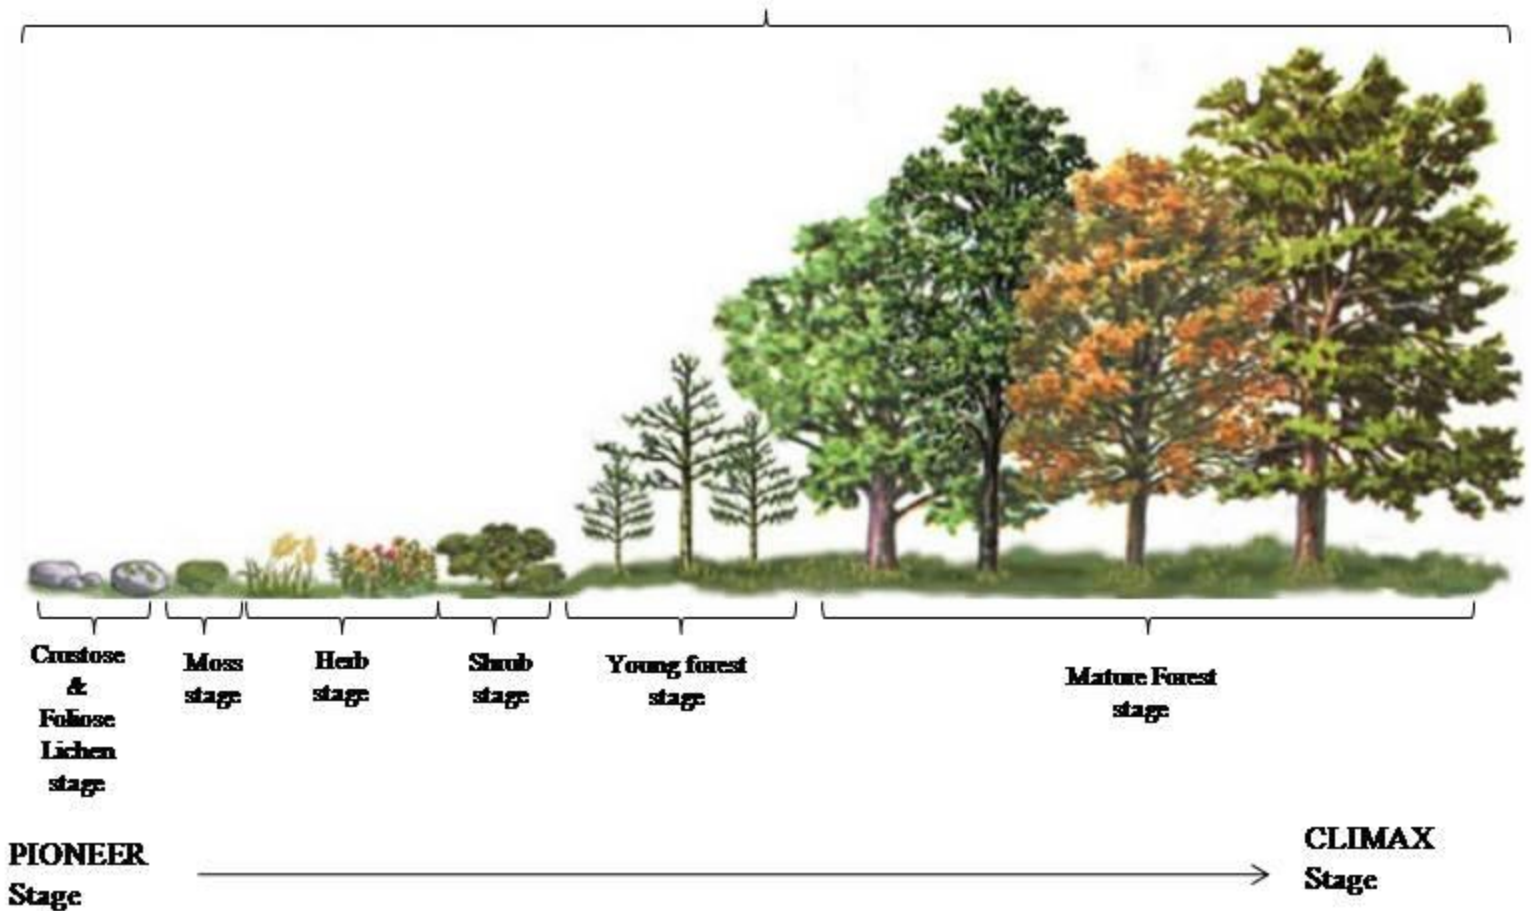 Crustose
&
Foliose
Lichen
stage
Moss
stage
Herb
stage
Shrub
stage
Young forest
stage
Mature Forest
stage
PIONEER
Stage
CLIMAX
Stage